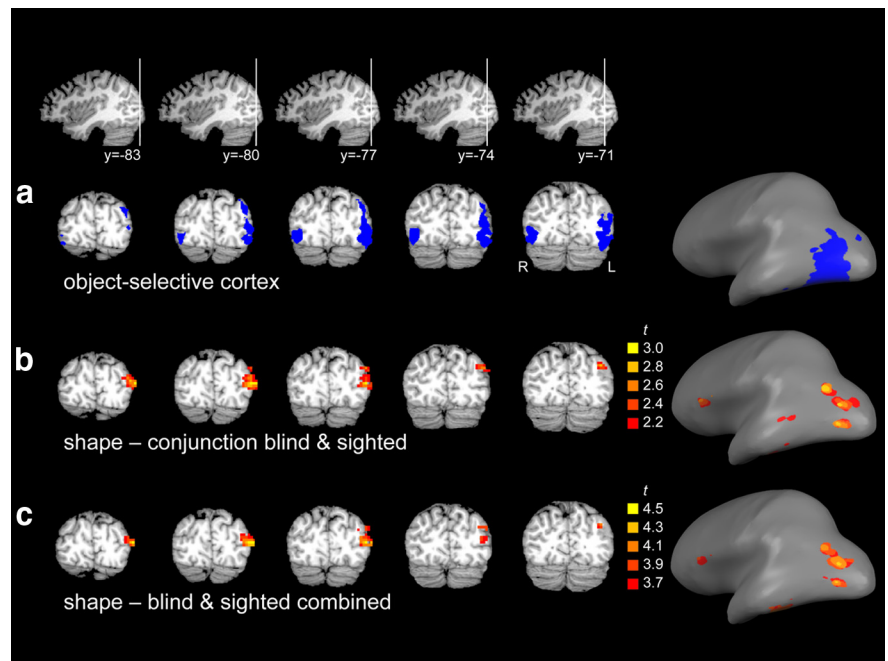 y=-83 y=-80 y=-77 y=-74 y=-71
a
R L
object-selective cortex
b
t
3.0
2.8
2.6
2.4
2.2
shape – conjunction blind & sighted
c
t
4.5
4.3
4.1
3.9
3.7
shape – blind & sighted combined